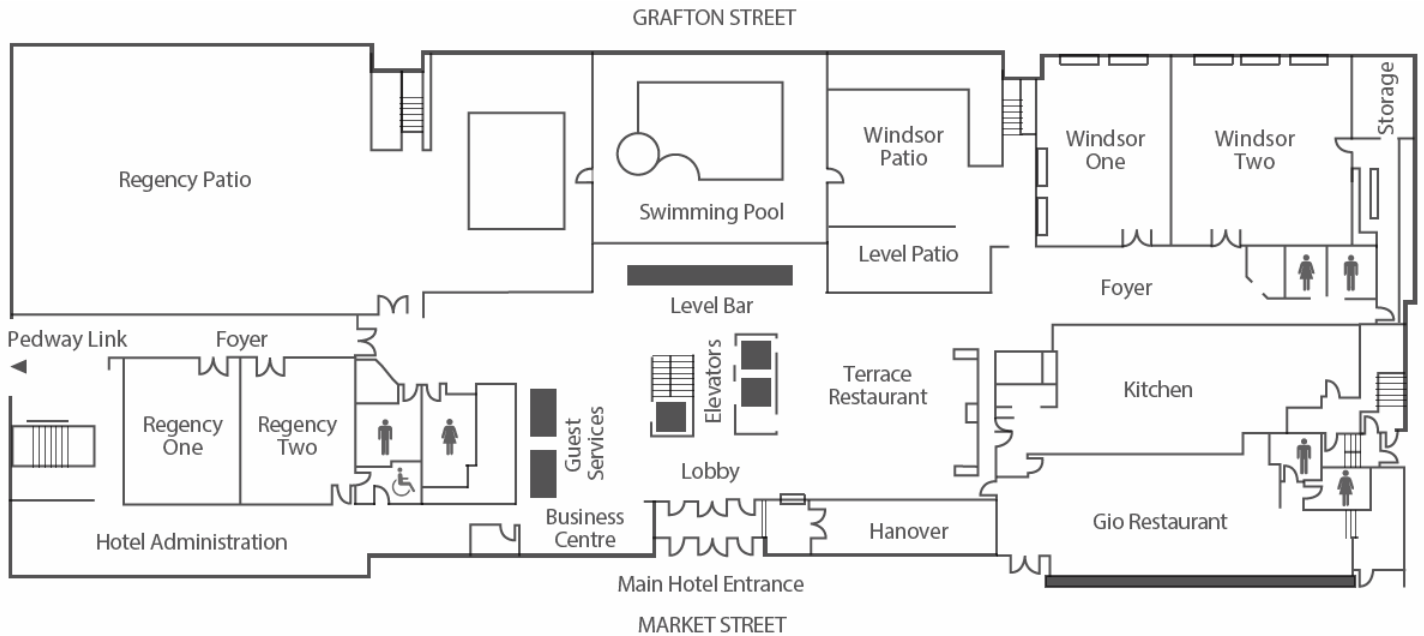 GRAFTON STREET
Regency Patio
Swimming Pool
Windsor
Patio
Level Patio
Windsor
One
Windsor
Two
Storage
Level Bar
Foyer
Pedway Link
Foyer
Regency
One
Regency
Two
Guest
Services
Elevators
Terrace
Restaurant
Kitchen
Lobby
Hotel Administration
Business
Centre
Hanover
Gio Restaurant
Main Hotel Entrance
MARKET STREET